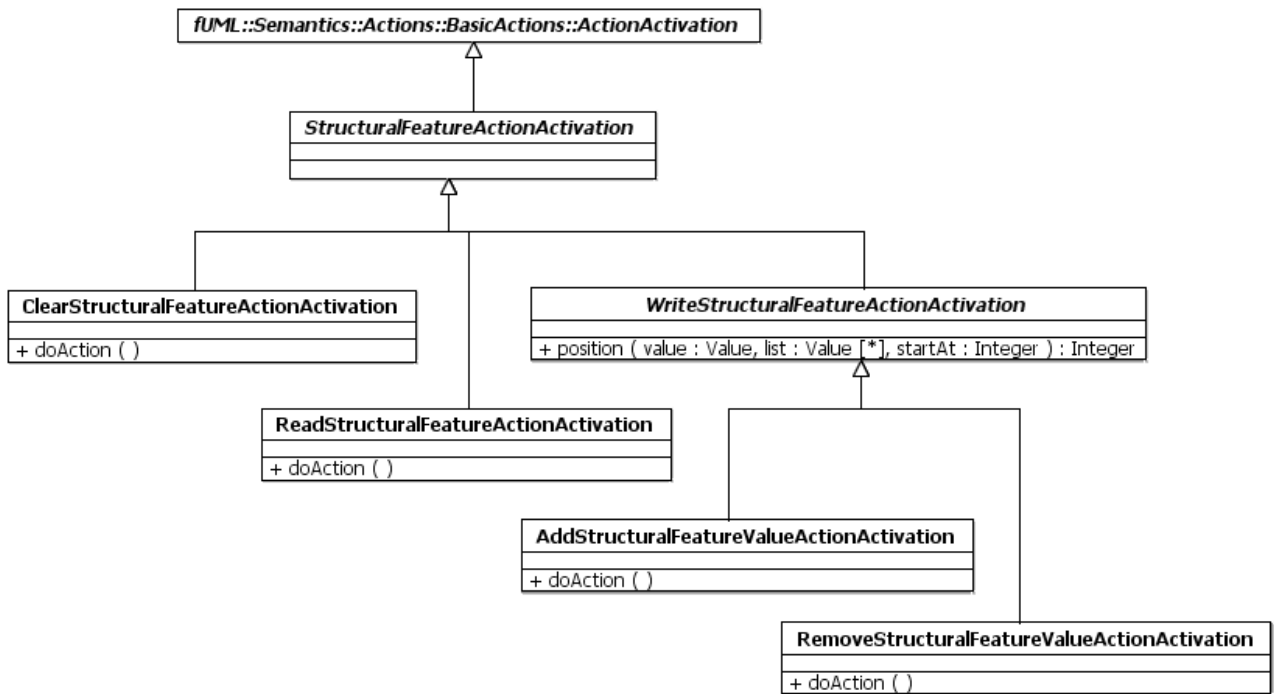 fUML::Semantics::Actions::BasicActions::ActionActivation
StructuralFeatureActionActivation
ClearStructuralFeatureActionActivation
+ doAction ( )
WriteStructuralFeatureActionActivation
+ position ( value : Value, list : Value [*], startAt : Integer ) : Integer
ReadStructuralFeatureActionActivation
+ doAction ( )
AddStructuralFeatureValueActionActivation
+ doAction ( )
RemoveStructuralFeatureValueActionActivation
+ doAction ( )